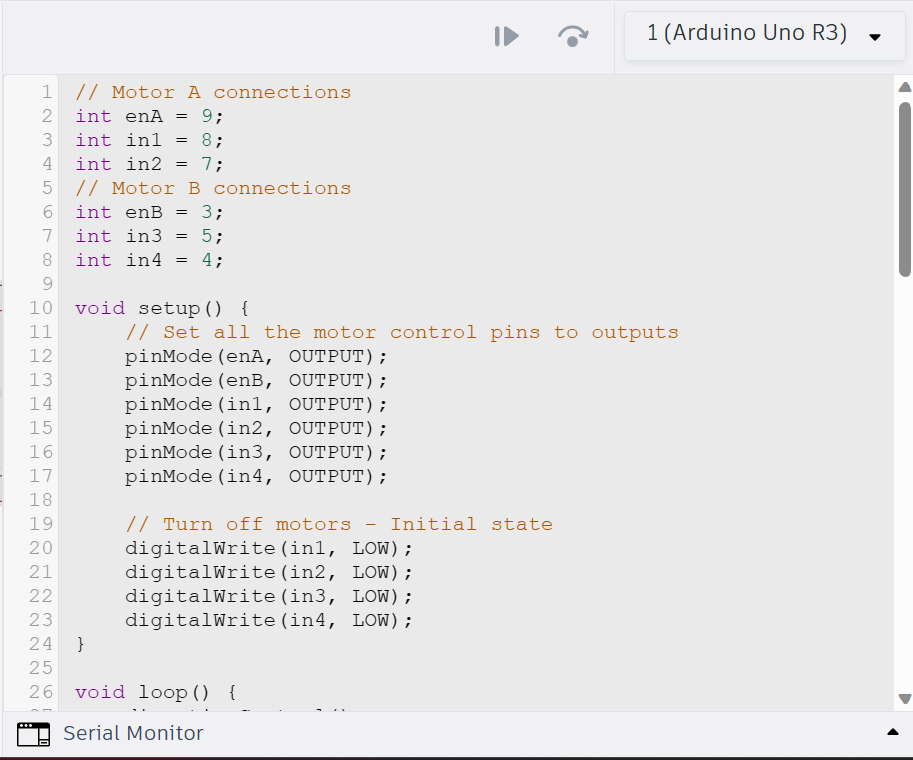 1 (Arduino Uno R3)
1 // Motor A connections
2 int enA = 9;
3 int in1 = 8;
4 int in2 = 7;
5 // Motor B connections
6 int enB = 3;
7 int in3 = 5;
8 int in4 = 4;
9
10 void setup() {
11     // Set all the motor control pins to outputs
12     pinMode(enA, OUTPUT);
13     pinMode(enB, OUTPUT);
14     pinMode(in1, OUTPUT);
15     pinMode(in2, OUTPUT);
16     pinMode(in3, OUTPUT);
17     pinMode(in4, OUTPUT);
18
19     // Turn off motors - Initial state
20     digitalWrite(in1, LOW);
21     digitalWrite(in2, LOW);
22     digitalWrite(in3, LOW);
23     digitalWrite(in4, LOW);
24 }
25
26 void loop() {
Serial Monitor